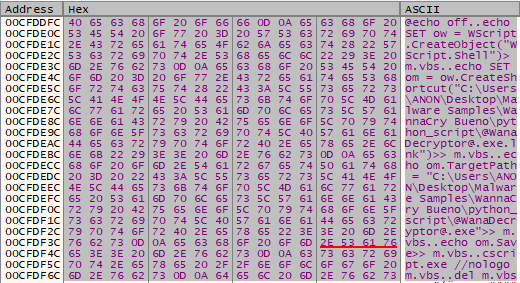 Address Hex ASCII
00CFDDFC 40 65 63 68 6F 20 6F 66 66 0D 0A 65 63 68 6F 20 @echo off..echo
00CFDE0C 53 45 54 20 6F 77 20 3D 20 57 53 63 72 69 70 74 SET ow = WScript
00CFDE1C 2E 43 72 65 61 74 65 4F 62 6A 65 63 74 28 22 57 .CreateObject("W
00CFDE2C 53 63 72 69 70 74 2E 53 68 65 6C 6C 22 29 3E 20 Script.Shell")>
00CFDE3C 6D 2E 76 62 73 0D 0A 65 63 68 6F 20 53 45 54 20 m.vbs..echo SET
00CFDE4C 6F 6D 20 3D 20 6F 77 2E 43 72 65 61 74 65 53 68 om = ow.CreateSh
00CFDE5C 6F 72 74 63 75 74 28 22 43 3A 5C 55 73 65 72 73 ortcut("C:\Users
00CFDE6C 5C 41 4E 4F 4E 5C 44 65 73 6B 74 6F 70 5C 4D 61 \ANON\Desktop\Ma
00CFDE7C 6C 77 61 72 65 20 53 61 6D 70 6C 65 73 5C 57 61 lware Samples\Wa
00CFDE8C 6E 6E 61 43 72 79 20 42 75 65 6E 6F 5C 70 79 74 nnaCry Bueno\pyt
00CFDE9C 68 6F 6E 5F 73 63 72 69 70 74 5C 40 57 61 6E 61 hon_script\@Wana
00CFDEAC 44 65 63 72 79 70 74 6F 72 40 2E 65 78 65 2E 6C Decryptor@.exe.l
00CFDEBC 6E 6B 22 29 3E 3E 20 6D 2E 76 62 73 0D 0A 65 63 nk")>> m.vbs..ec
00CFDECC 68 6F 20 6F 6D 2E 54 61 72 67 65 74 50 61 74 68 ho om.TargetPath
00CFDEDC 20 3D 20 22 43 3A 5C 55 73 65 72 73 5C 41 4E 4F = "C:\Users\ANO
00CFDEEC 4E 5C 44 65 73 6B 74 6F 70 5C 4D 61 6C 77 61 72 N\Desktop\Malwar
00CFDEFC 65 20 53 61 6D 70 6C 65 73 5C 57 61 6E 6E 61 43 e Samples\WannaC
00CFDF0C 72 79 20 42 75 65 6E 6F 5C 70 79 74 68 6F 6E 5F ry Bueno\python_
00CFDF1C 73 63 72 69 70 74 5C 40 57 61 6E 61 44 65 63 72 script\@WanaDecr
00CFDF2C 79 70 74 6F 72 40 2E 65 78 65 22 3E 3E 20 6D 2E yptor@.exe">> m.
00CFDF3C 76 62 73 0D 0A 65 63 68 6F 20 6F 6D 2E 53 61 76 vbs..echo om.Sav
00CFDF4C 65 3E 3E 20 6D 2E 76 62 73 0D 0A 63 73 63 72 69 e>> m.vbs..cscri
00CFDF5C 70 74 2E 65 78 65 20 2F 2F 6E 6F 6C 6F 67 6F 20 pt.exe //nologo
00CFDF6C 6D 2E 76 62 73 0D 0A 64 65 6C 20 6D 2E 76 62 73 m.vbs..del m.vbs